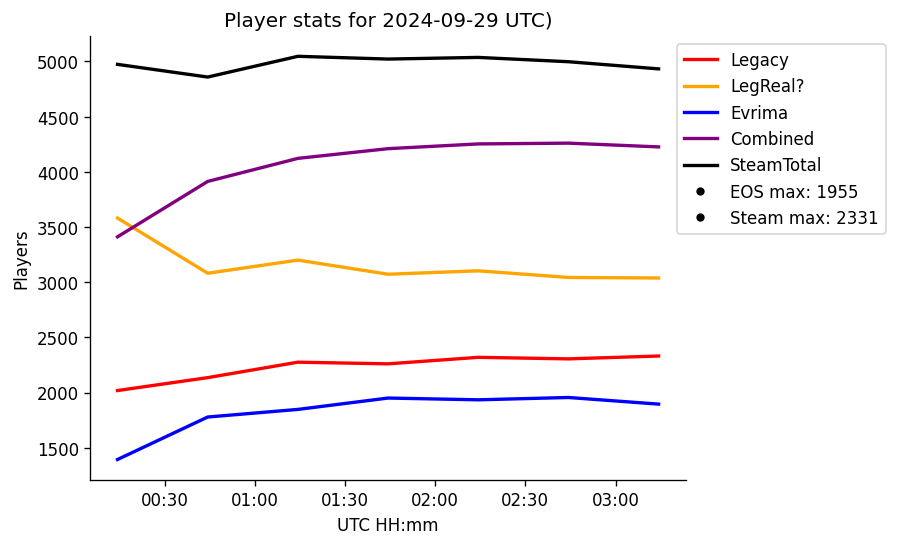 Player stats for 2024-09-29 UTC)
Players
5000
4500
4000
3500
3000
2500
2000
1500
00:30 01:00 01:30 02:00 02:30 03:00
UTC HH:mm
Legacy
LegReal?
Evrima
Combined
SteamTotal
EOS max: 1955
Steam max: 2331